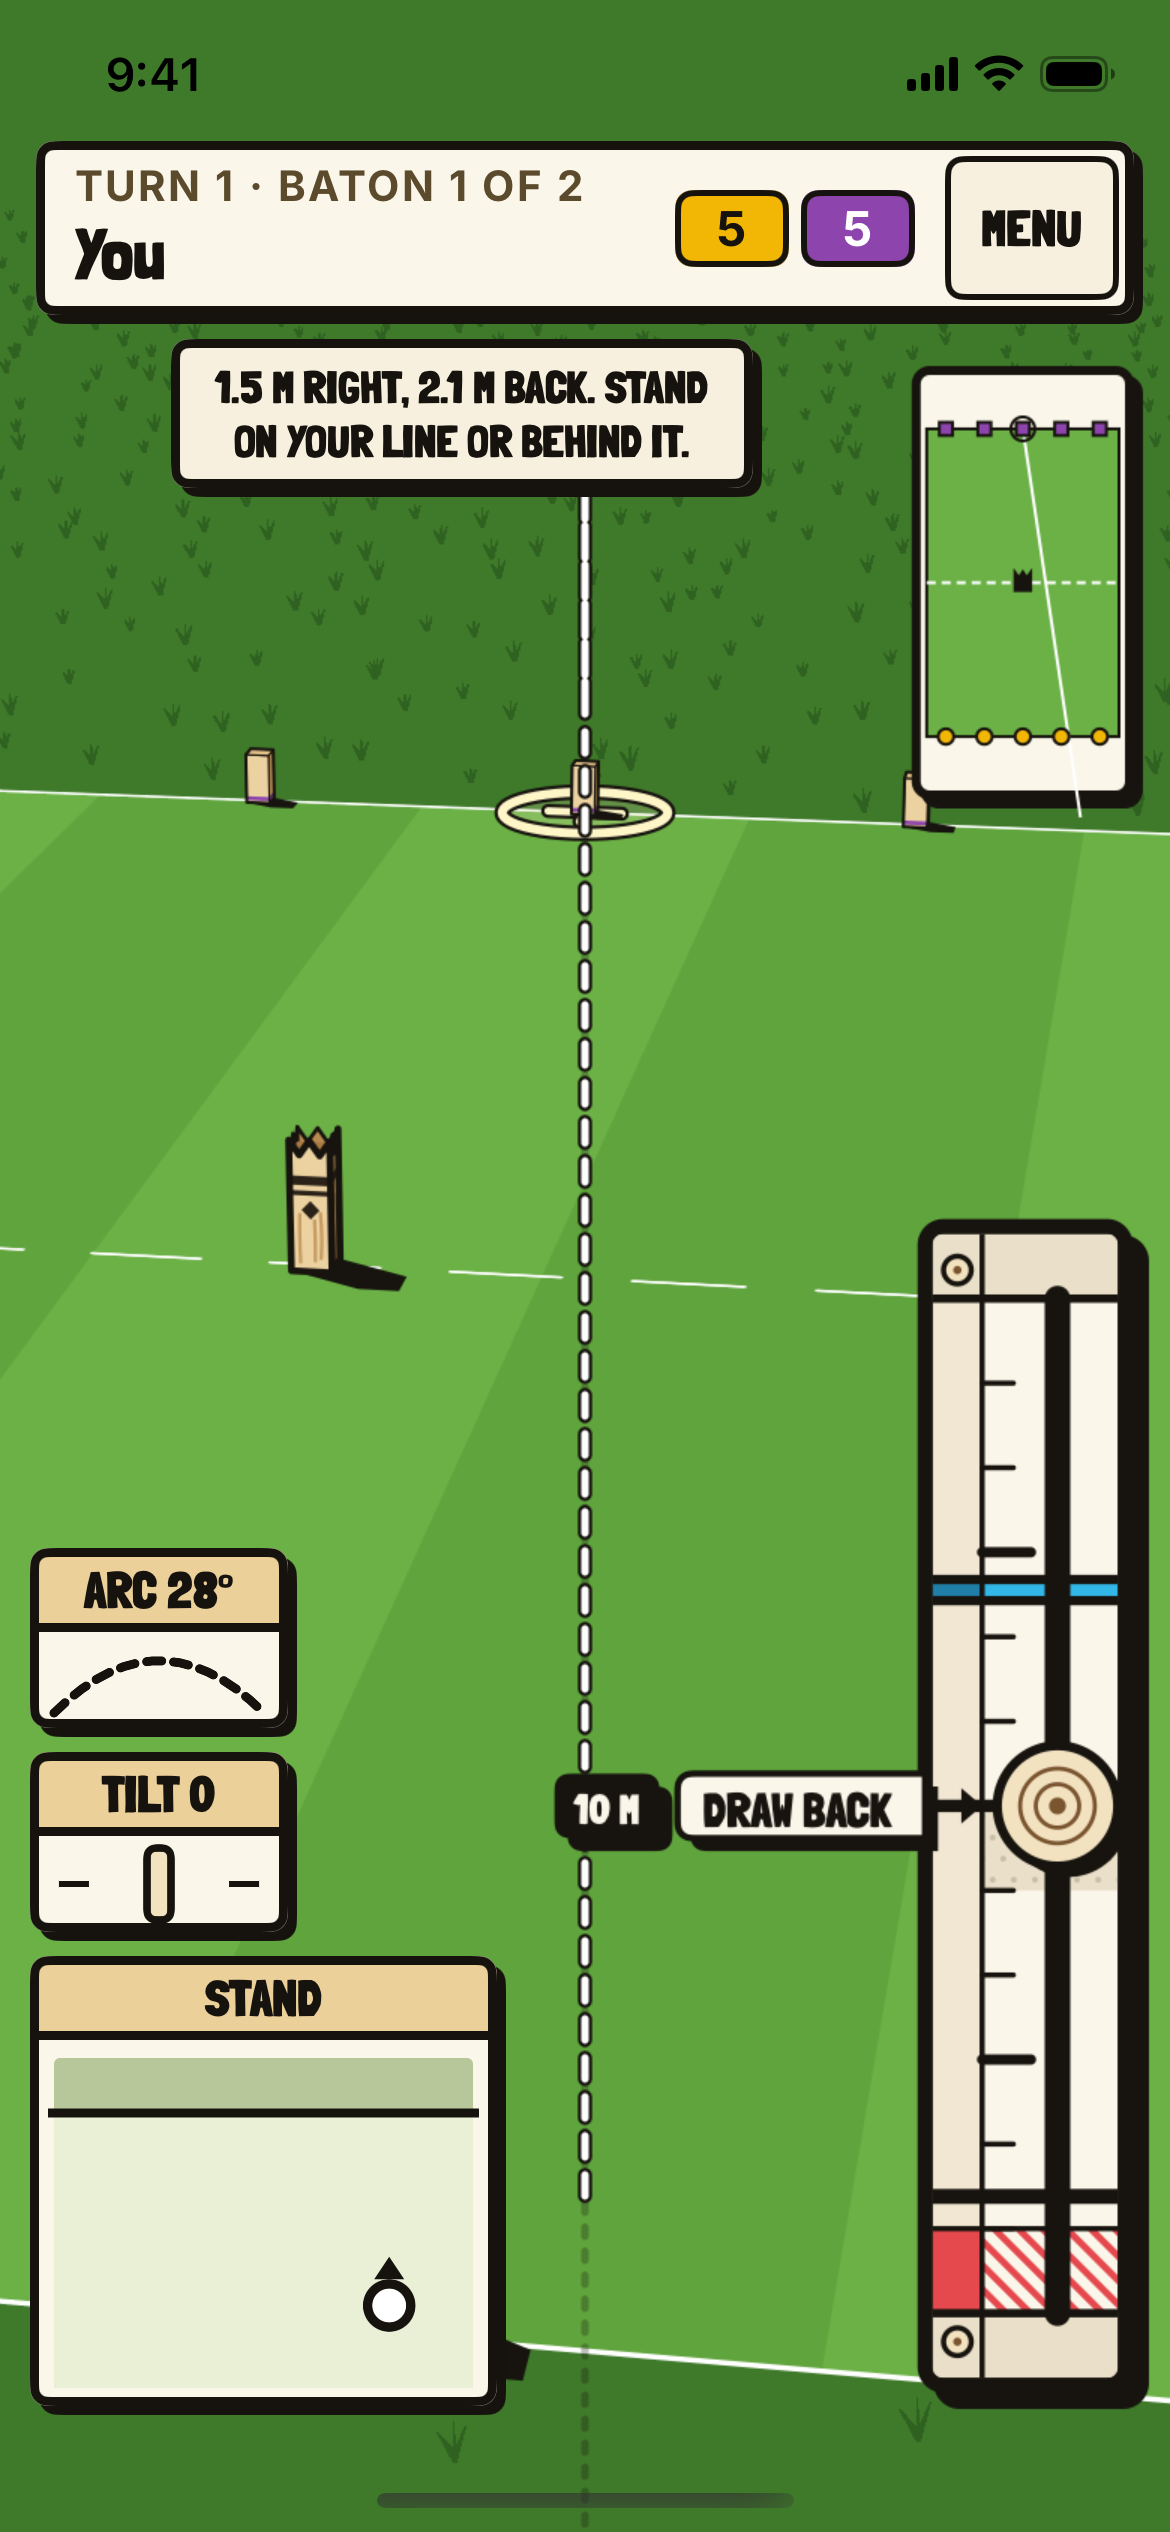 9:41
TURN 1 · BATON 1 OF 2
You
5
5
MENU
1.5 M RIGHT, 2.1 M BACK. STAND
ON YOUR LINE OR BEHIND IT.
ARC 28°
TILT 0
10 M
DRAW BACK
STAND